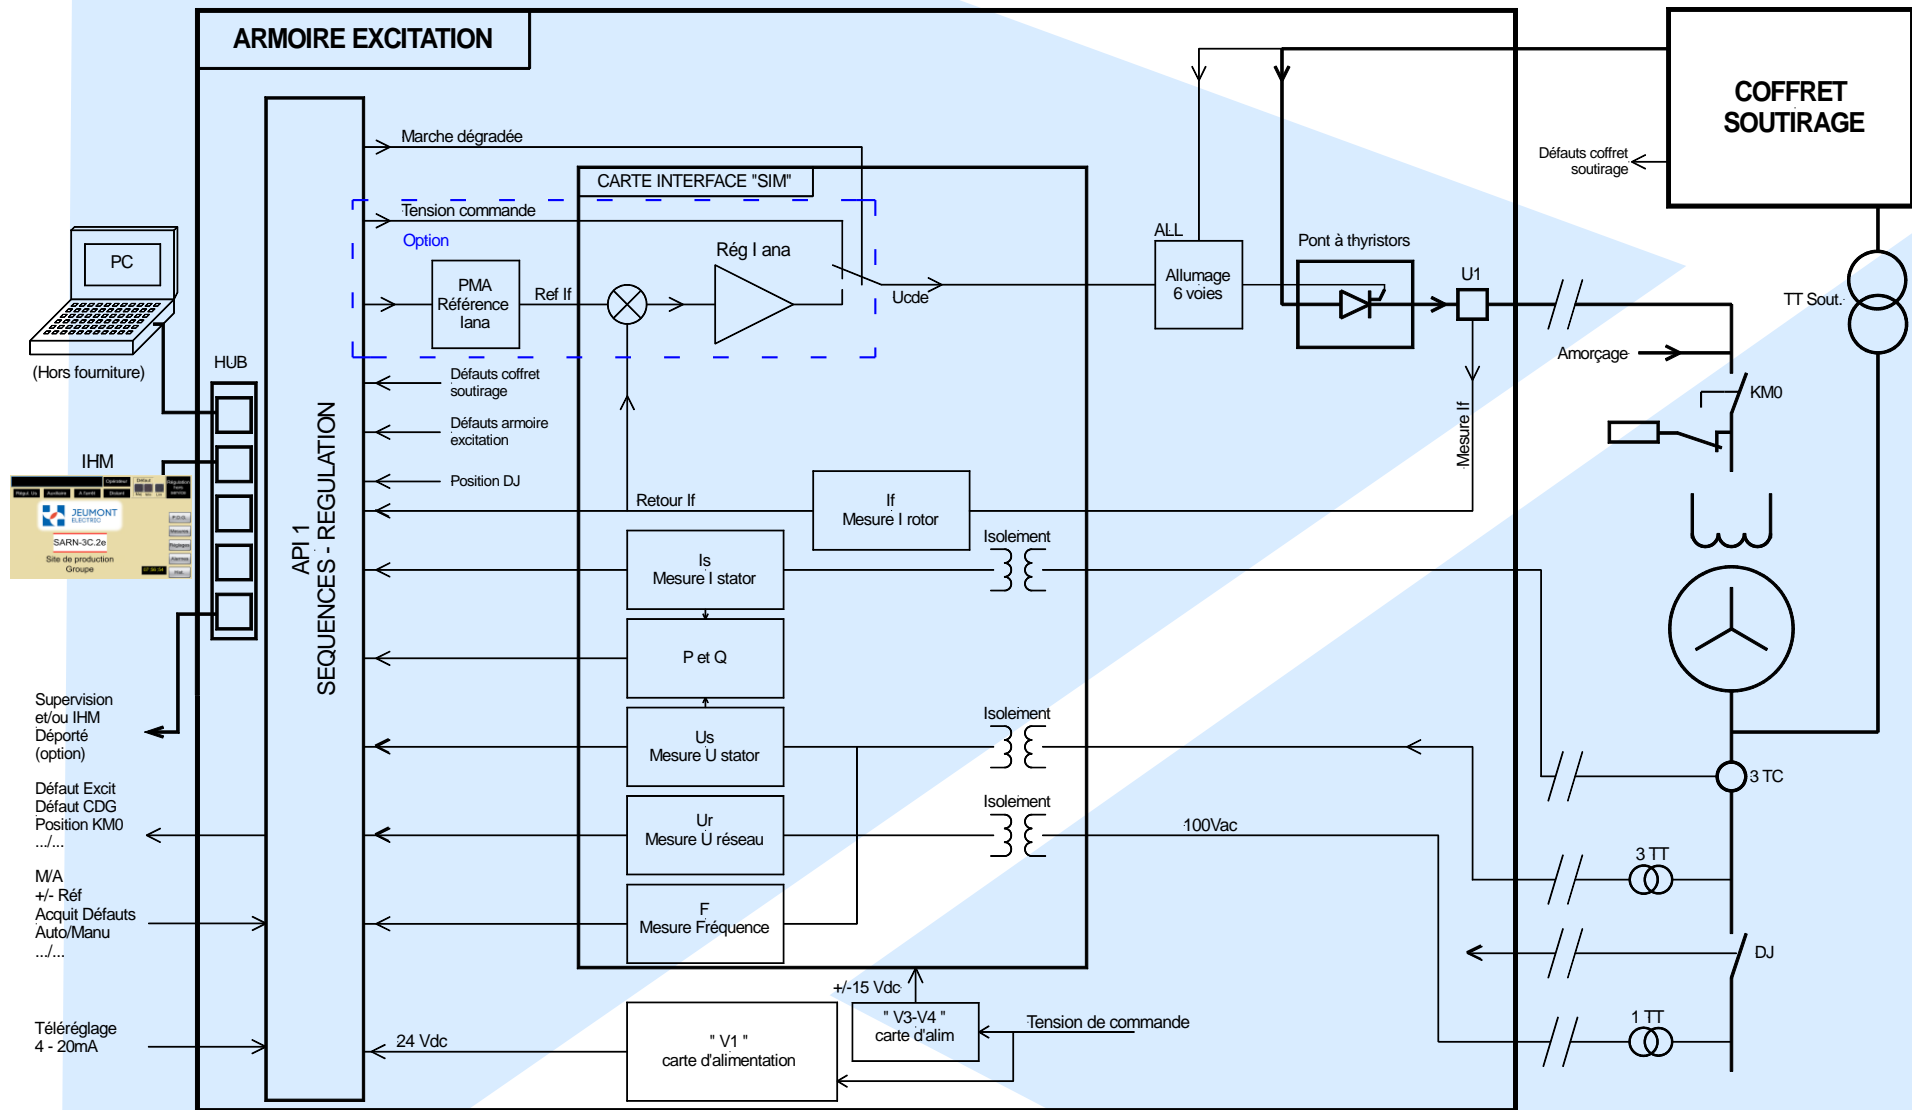 ARMOIRE EXCITATION
COFFRET
SOUTIRAGE
Marche dégradée
Défauts coffret
soutirage
CARTE INTERFACE "SIM"
Tension commande
Option
Rég I ana
ALL
Pont à thyristors
PC
PMA
Référence
Iana
Ref If
Allumage
6 voies
U1
Ucde
TT Sout.
(Hors fourniture)
HUB
Amorçage
Défauts coffret
soutirage
KM0
Défauts armoire
excitation
Mesure If
IHM
Position DJ
Opérateur
Défaut
Régulation
hors
service
JEUMONT
ELECTRIC
SARN-3C.2e
Site de production
Groupe
API 1
SEQUENCES - REGULATION
Retour If
If
Mesure I rotor
Isolement
Is
Mesure I stator
P et Q
Supervision
et/ou IHM
Déporté
(option)
Us
Mesure U stator
Isolement
3 TC
Défaut Excit
Défaut CDG
Position KM0
.../...
Ur
Mesure U réseau
Isolement
100Vac
M/A
+/- Réf
Acquit Défauts
Auto/Manu
.../...
3 TT
F
Mesure Fréquence
DJ
+/-15 Vdc
" V3-V4 "
carte d'alim
Tension de commande
1 TT
Téléréglage
4 - 20mA
24 Vdc
" V1 "
carte d'alimentation